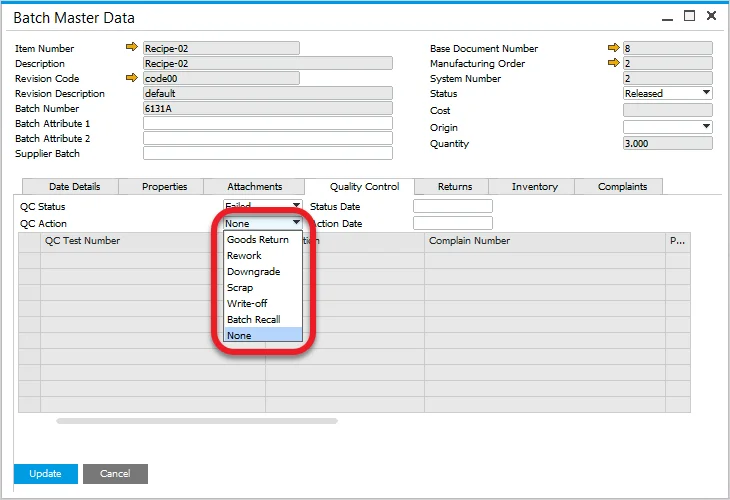 Batch Master Data
Item Number Recipe-02 Base Document Number 8
Description Recipe-02 Manufacturing Order 2
Revision Code code00 System Number 2
Revision Description default Status Released
Batch Number 6131A Cost
Batch Attribute 1 Origin
Batch Attribute 2 Quantity 3.000
Supplier Batch
Date Details Properties Attachments Quality Control Returns Inventory Complaints
QC Status Failed Status Date
QC Action None Action Date
QC Test Number Complain Number P...
Goods Return
Rework
Downgrade
Scrap
Write-off
Batch Recall
None
Update Cancel